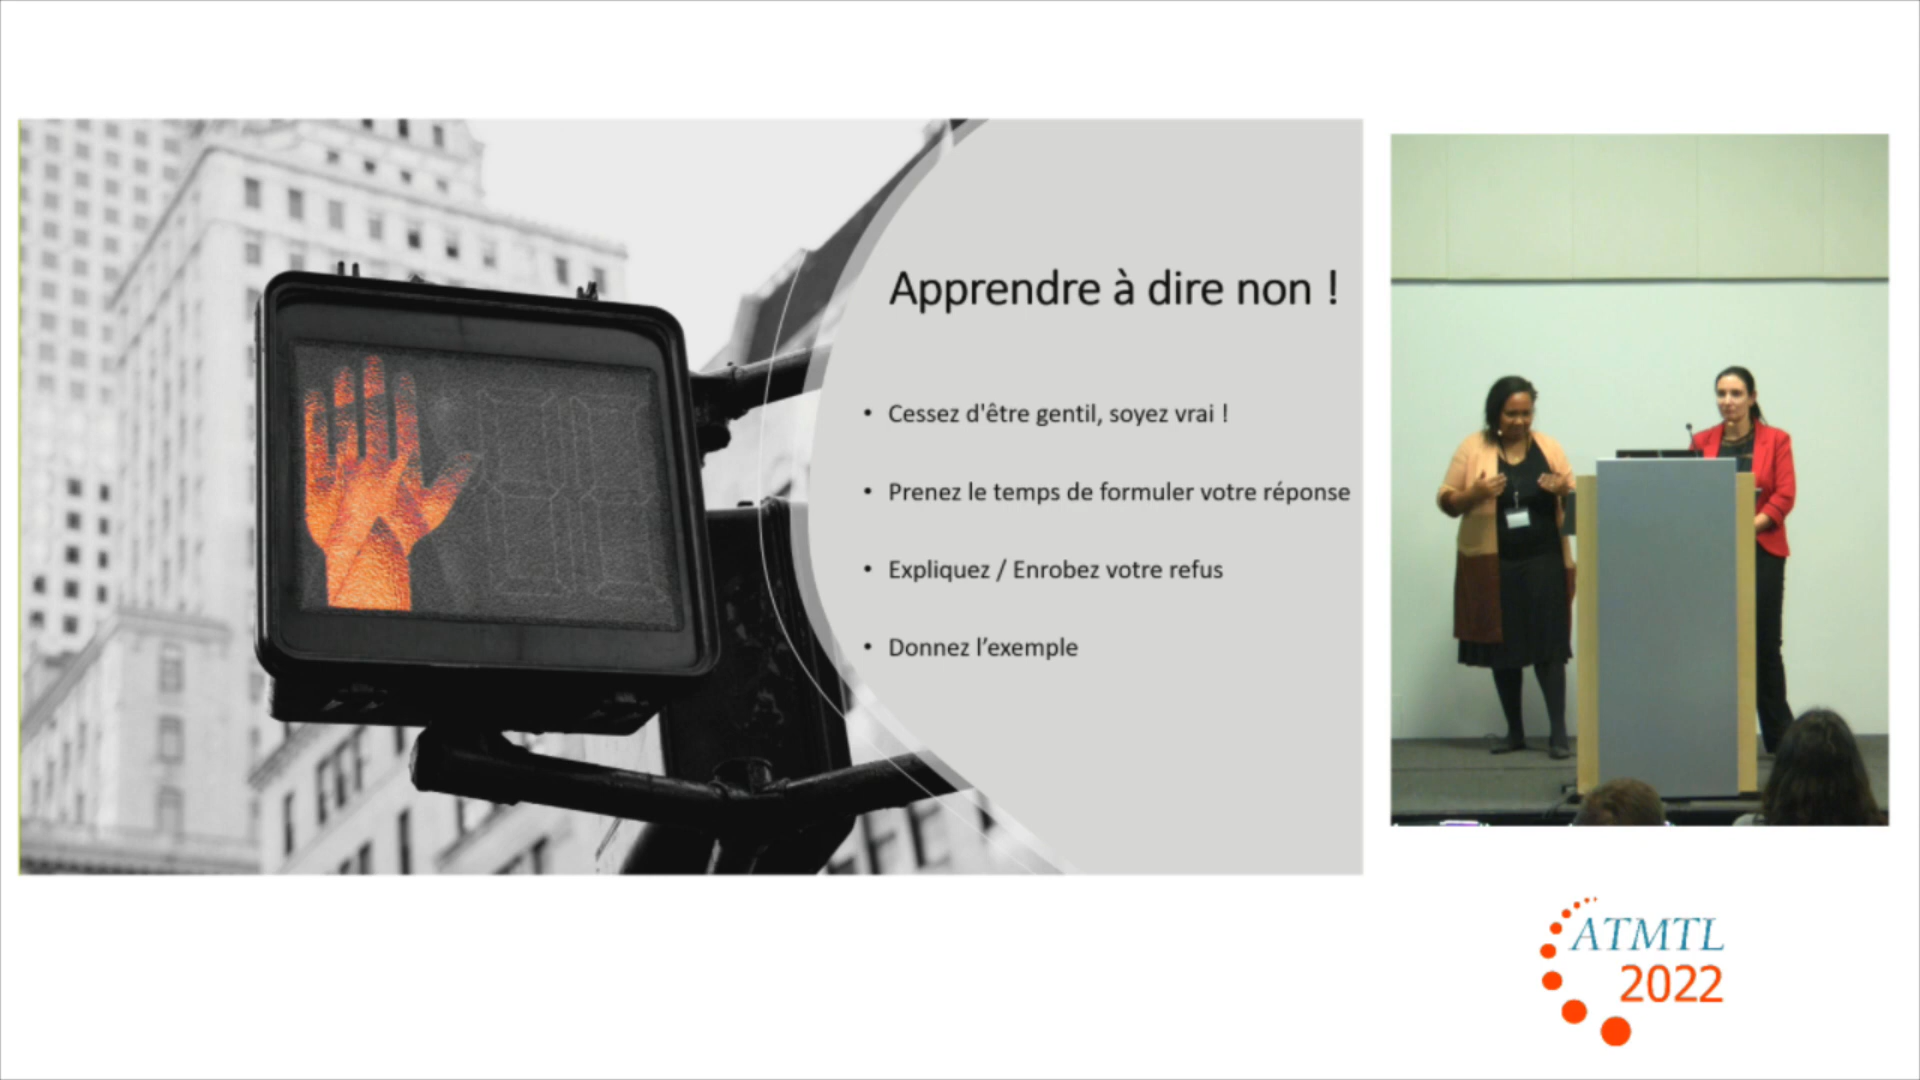 Apprendre à dire non !
• Cessez d'être gentil, soyez vrai !
• Prenez le temps de formuler votre réponse
• Expliquez / Enrobez votre refus
• Donnez l’exemple
ATMTL
2022